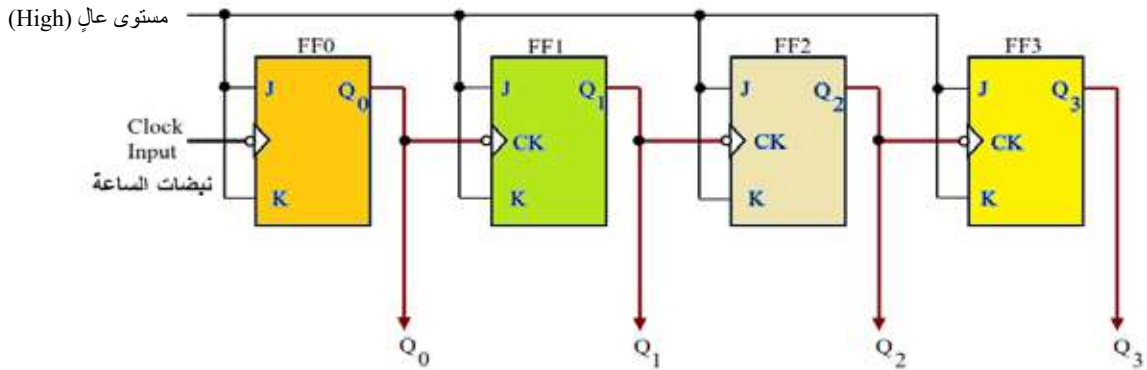 مستوى عالٍ (High)
FF0 FF1 FF2 FF3
J Q0 J Q1 J Q2 J Q3
Clock
Input
نبضات الساعة
CK CK CK
K K K K
Q0 Q1 Q2 Q3